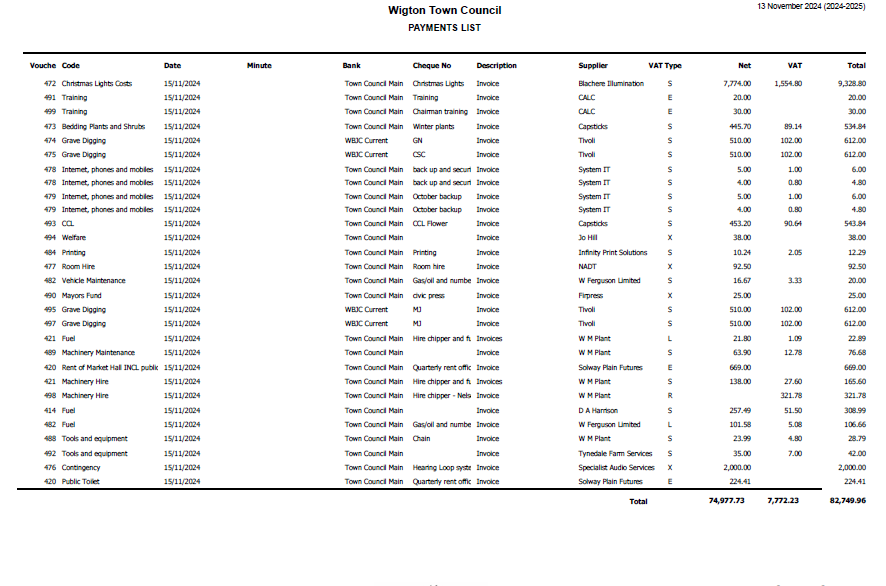 Wigton Town Council
13 November 2024 (2024-2025)
PAYMENTS LIST
Vouche Code Date Minute Bank Cheque No Description Supplier VAT Type Net VAT Total
472 Christmas Lights Costs 15/11/2024 Town Council Main Christmas Lights Invoice Blachere Illumination S 7,774.00 1,554.80 9,328.80
491 Training 15/11/2024 Town Council Main Training Invoice CALC E 20.00 20.00
499 Training 15/11/2024 Town Council Main Chairman training Invoice CALC E 30.00 30.00
473 Bedding Plants and Shrubs 15/11/2024 Town Council Main Winter plants Invoice Capsticks S 445.70 89.14 534.84
474 Grave Digging 15/11/2024 WBJC Current GN Invoice Tivoli S 510.00 102.00 612.00
475 Grave Digging 15/11/2024 WBJC Current CSC Invoice Tivoli S 510.00 102.00 612.00
478 Internet, phones and mobiles 15/11/2024 Town Council Main back up and securi Invoice System IT S 5.00 1.00 6.00
478 Internet, phones and mobiles 15/11/2024 Town Council Main back up and securi Invoice System IT S 4.00 0.80 4.80
479 Internet, phones and mobiles 15/11/2024 Town Council Main October backup Invoice System IT S 5.00 1.00 6.00
479 Internet, phones and mobiles 15/11/2024 Town Council Main October backup Invoice System IT S 4.00 0.80 4.80
493 CCL 15/11/2024 Town Council Main CCL Flower Invoice Capsticks S 453.20 90.64 543.84
494 Welfare 15/11/2024 Town Council Main Invoice Jo Hill X 38.00 38.00
484 Printing 15/11/2024 Town Council Main Printing Invoice Infinity Print Solutions S 10.24 2.05 12.29
477 Room Hire 15/11/2024 Town Council Main Room hire Invoice NADT X 92.50 92.50
482 Vehicle Maintenance 15/11/2024 Town Council Main Gas/oil and numbe Invoice W Ferguson Limited S 16.67 3.33 20.00
490 Mayors Fund 15/11/2024 Town Council Main civic press Invoice Firpress X 25.00 25.00
495 Grave Digging 15/11/2024 WBJC Current MJ Invoice Tivoli S 510.00 102.00 612.00
497 Grave Digging 15/11/2024 WBJC Current MJ Invoice Tivoli S 510.00 102.00 612.00
421 Fuel 15/11/2024 Town Council Main Hire chipper and fu Invoices W M Plant L 21.80 1.09 22.89
489 Machinery Maintenance 15/11/2024 Town Council Main Invoice W M Plant S 63.90 12.78 76.68
420 Rent of Market Hall INCL public 15/11/2024 Town Council Main Quarterly rent offic Invoice Solway Plain Futures E 669.00 669.00
421 Machinery Hire 15/11/2024 Town Council Main Hire chipper and fu Invoices W M Plant S 138.00 27.60 165.60
498 Machinery Hire 15/11/2024 Town Council Main Hire chipper - Nels Invoice W M Plant R 321.78 321.78
414 Fuel 15/11/2024 Town Council Main Invoice D A Harrison S 257.49 51.50 308.99
482 Fuel 15/11/2024 Town Council Main Gas/oil and numbe Invoice W Ferguson Limited L 101.58 5.08 106.66
488 Tools and equipment 15/11/2024 Town Council Main Chain Invoice W M Plant S 23.99 4.80 28.79
492 Tools and equipment 15/11/2024 Town Council Main Invoice Tynedale Farm Services S 35.00 7.00 42.00
476 Contingency 15/11/2024 Town Council Main Hearing Loop syste Invoice Specialist Audio Services X 2,000.00 2,000.00
420 Public Toilet 15/11/2024 Town Council Main Quarterly rent offic Invoice Solway Plain Futures E 224.41 224.41
Total 74,977.73 7,772.23 82,749.96